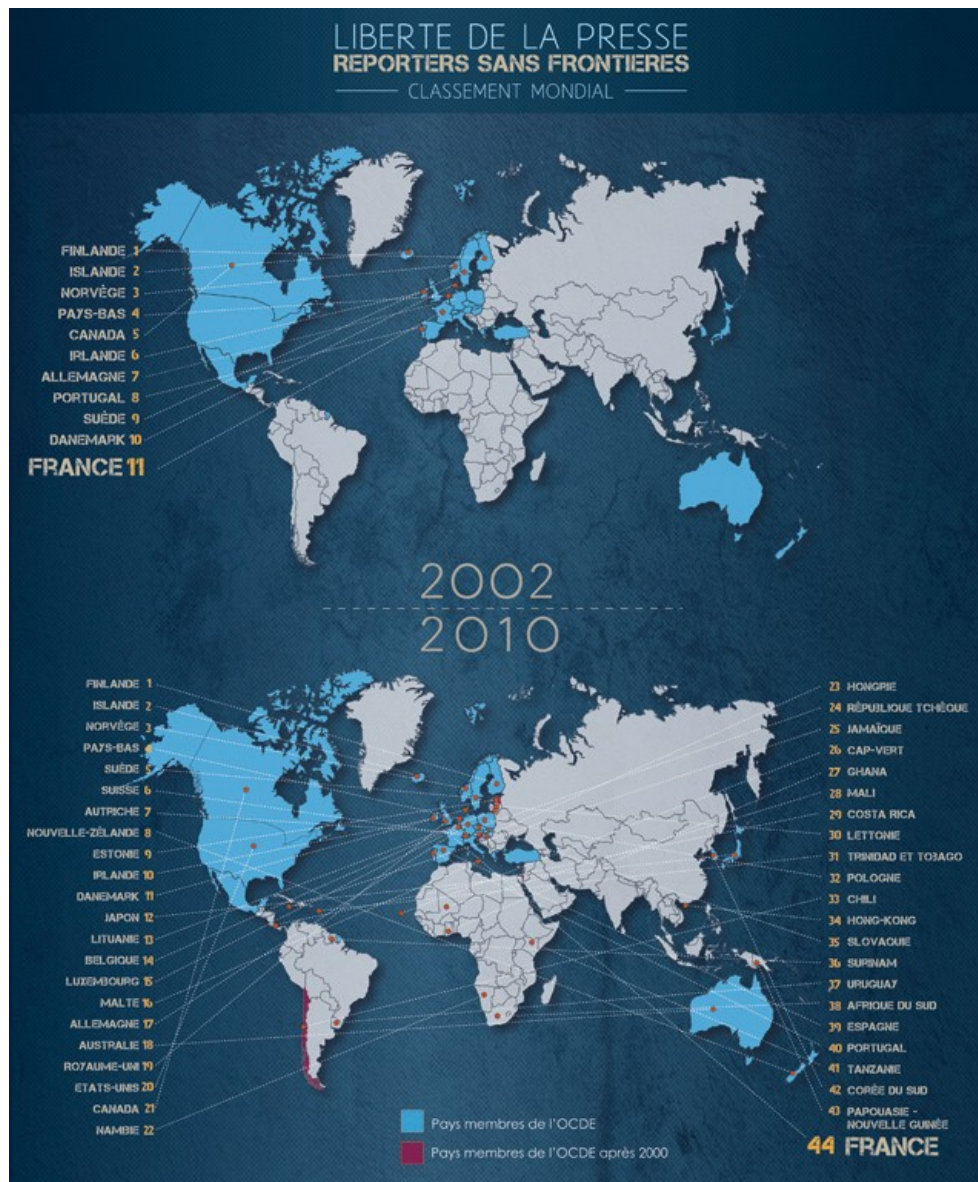 LIBERTE DE LA PRESSE
REPORTERS SANS FRONTIERES
CLASSEMENT MONDIAL
FINLANDE 1
ISLANDE 2
NORVÈGE 3
PAYS-BAS 4
CANADA 5
IRLANDE 6
ALLEMAGNE 7
PORTUGAL 8
SUÈDE 9
DANEMARK 10
FRANCE 11
2002
2010
FINLANDE 1
ISLANDE 2
NORVÈGE 3
PAYS-BAS 4
SUÈDE 5
SUISSE 6
AUTRICHE 7
NOUVELLE-ZÉLANDE 8
ESTONIE 9
IRLANDE 10
DANEMARK 11
JAPON 12
LITUANIE 13
BELGIQUE 14
LUXEMBOURG 15
MALTE 16
ALLEMAGNE 17
AUSTRALIE 18
ROYAUME-UNI 19
ETATS-UNIS 20
CANADA 21
NAMBIE 22
23 HONGRIE
24 RÉPUBLIQUE TCHÈQUE
25 JAMAÏQUE
26 CAP-VERT
27 GHANA
28 MALI
29 COSTA RICA
30 LETTONIE
31 TRINIDAD ET TOBAGO
32 POLOGNE
33 CHILI
34 HONG-KONG
35 SLOVAQUIE
36 SURINAM
37 URUGUAY
38 AFRIQUE DU SUD
39 ESPAGNE
40 PORTUGAL
41 TANZANIE
42 CORÉE DU SUD
43 PAPOUASIE -
NOUVELLE GUINÉE
44 FRANCE
Pays membres de l'OCDE
Pays membres de l'OCDE après 2000